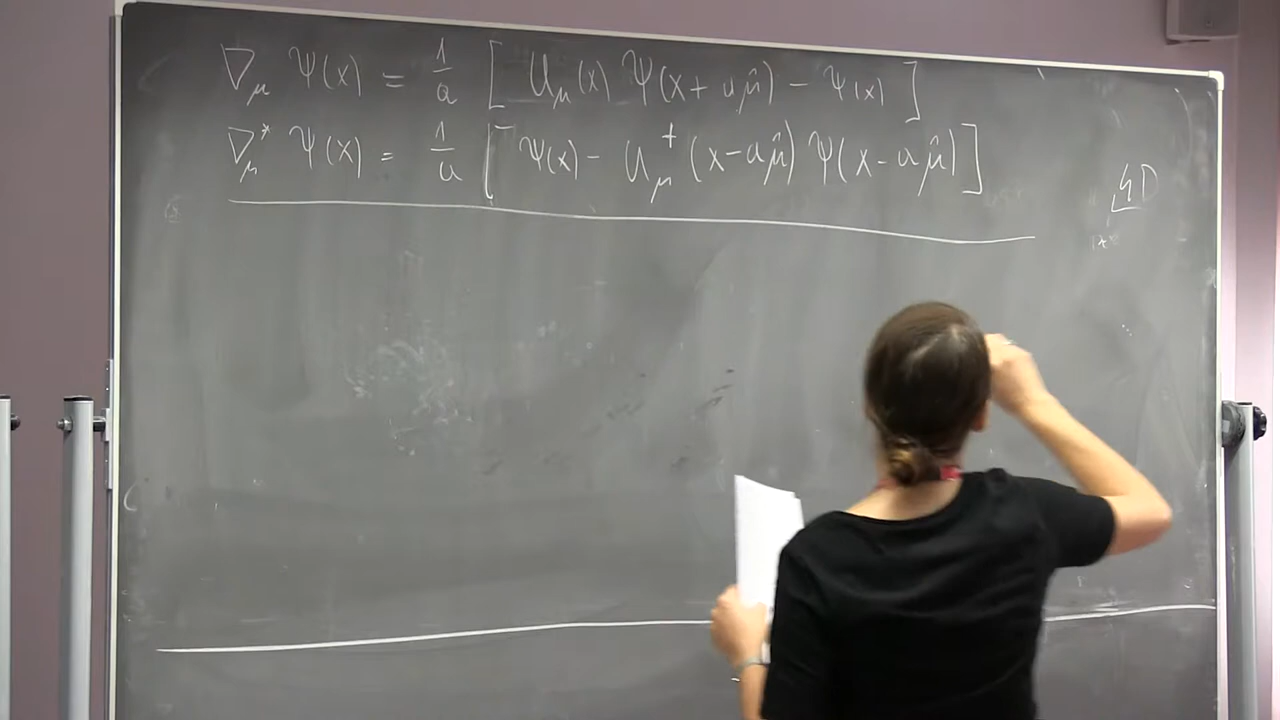 ∇_μ Ψ(x) = 1/a [ U_μ(x) Ψ(x + aμ̂) − Ψ(x) ]
∇*_μ Ψ(x) = 1/a [ Ψ(x) − U_μ†(x − aμ̂) Ψ(x − aμ̂) ]
4D